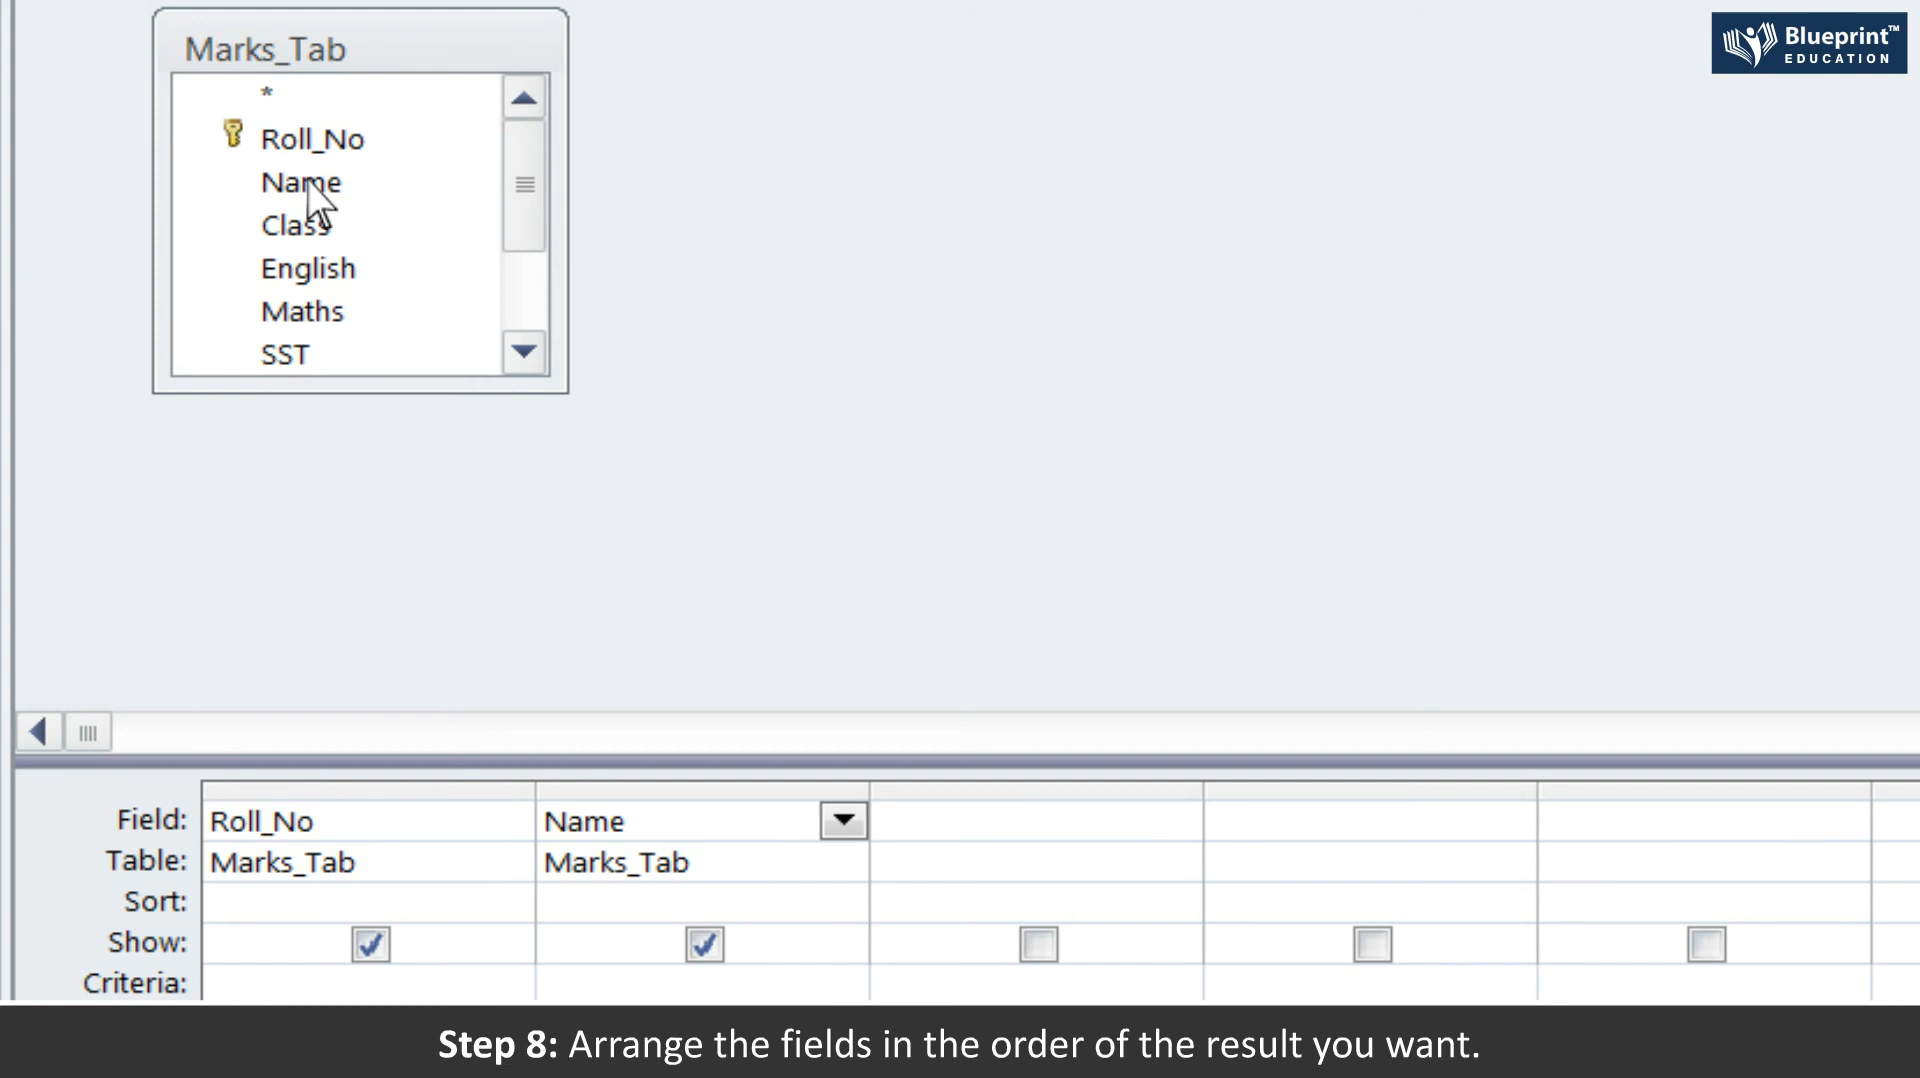 Marks_Tab
Blueprint™
EDUCATION
*
Roll_No
Name
Class
English
Maths
SST
Field: Roll_No Name
Table: Marks_Tab Marks_Tab
Sort:
Show:
Criteria:
Step 8: Arrange the fields in the order of the result you want.